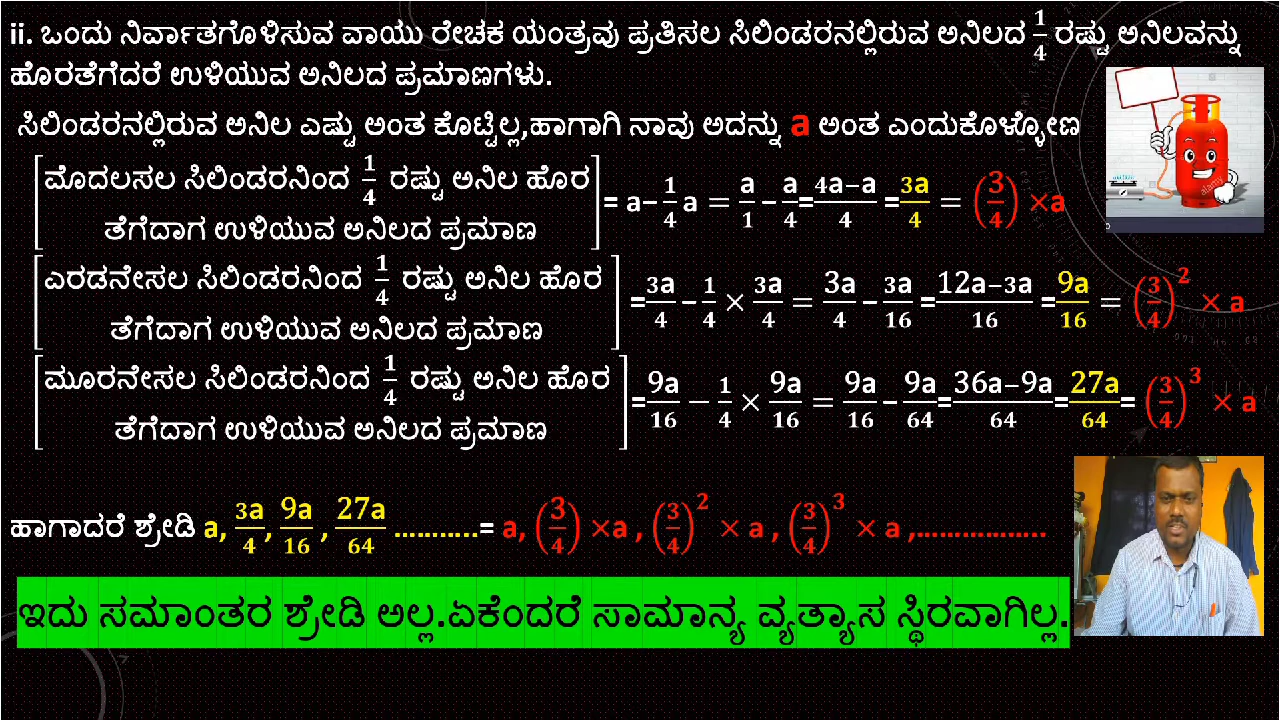 ii. ಒಂದು ನಿರ್ವಾತಗೊಳಿಸುವ ವಾಯು ರೇಚಕ ಯಂತ್ರವು ಪ್ರತಿಸಲ ಸಿಲಿಂಡರನಲ್ಲಿರುವ ಅನಿಲದ 1/4 ರಷ್ಟು ಅನಿಲವನ್ನು
ಹೊರತೆಗೆದರೆ ಉಳಿಯುವ ಅನಿಲದ ಪ್ರಮಾಣಗಳು.
ಸಿಲಿಂಡರನಲ್ಲಿರುವ ಅನಿಲ ಎಷ್ಟು ಅಂತ ಕೊಟ್ಟಿಲ್ಲ,ಹಾಗಾಗಿ ನಾವು ಅದನ್ನು a ಅಂತ ಎಂದುಕೊಳ್ಳೋಣ
[ಮೊದಲಸಲ ಸಿಲಿಂಡರನಿಂದ 1/4 ರಷ್ಟು ಅನಿಲ ಹೊರ
ತೆಗೆದಾಗ ಉಳಿಯುವ ಅನಿಲದ ಪ್ರಮಾಣ] = a− 1/4 a = a/1 − a/4 = (4a−a)/4 = 3a/4 = (3/4) ×a
[ಎರಡನೇಸಲ ಸಿಲಿಂಡರನಿಂದ 1/4 ರಷ್ಟು ಅನಿಲ ಹೊರ
ತೆಗೆದಾಗ ಉಳಿಯುವ ಅನಿಲದ ಪ್ರಮಾಣ] = 3a/4 − 1/4 × 3a/4 = 3a/4 − 3a/16 = (12a−3a)/16 = 9a/16 = (3/4)² × a
[ಮೂರನೇಸಲ ಸಿಲಿಂಡರನಿಂದ 1/4 ರಷ್ಟು ಅನಿಲ ಹೊರ
ತೆಗೆದಾಗ ಉಳಿಯುವ ಅನಿಲದ ಪ್ರಮಾಣ] = 9a/16 − 1/4 × 9a/16 = 9a/16 − 9a/64 = (36a−9a)/64 = 27a/64 = (3/4)³ × a
ಹಾಗಾದರೆ ಶ್ರೇಡಿ a, 3a/4, 9a/16 , 27a/64 ...........= a, (3/4) ×a , (3/4)² × a , (3/4)³ × a ,.................
ಇದು ಸಮಾಂತರ ಶ್ರೇಡಿ ಅಲ್ಲ.ಏಕೆಂದರೆ ಸಾಮಾನ್ಯ ವ್ಯತ್ಯಾಸ ಸ್ಥಿರವಾಗಿಲ್ಲ.
alamy